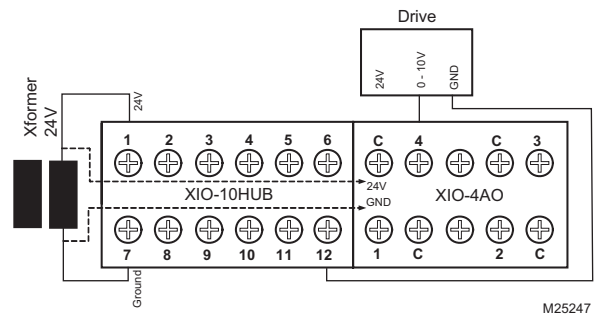 Drive
24V
0 - 10V
GND
Xformer
24V
24V
1 2 3 4 5 6 C 4 C 3
24V
XIO-10HUB XIO-4AO
GND
7 8 9 10 11 12 1 C 2 C
Ground
M25247